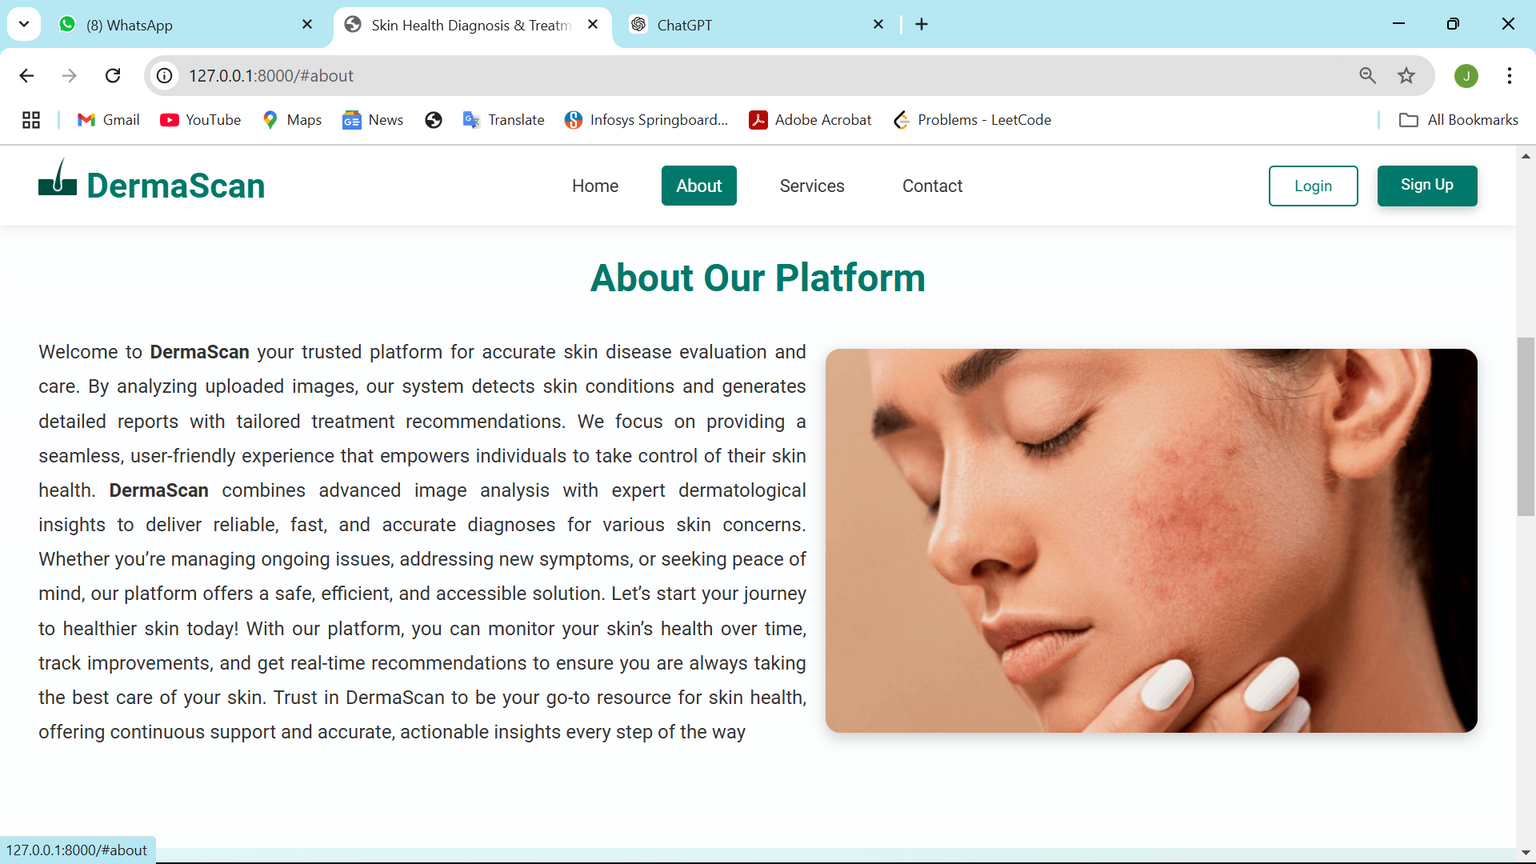 (8) WhatsApp
Skin Health Diagnosis & Treatm
ChatGPT
127.0.0.1:8000/#about
J
Gmail
YouTube
Maps
News
Translate
Infosys Springboard...
Adobe Acrobat
Problems - LeetCode
All Bookmarks
DermaScan
Home
About
Services
Contact
Login
Sign Up
About Our Platform
Welcome to DermaScan your trusted platform for accurate skin disease evaluation and
care. By analyzing uploaded images, our system detects skin conditions and generates
detailed reports with tailored treatment recommendations. We focus on providing a
seamless, user-friendly experience that empowers individuals to take control of their skin
health. DermaScan combines advanced image analysis with expert dermatological
insights to deliver reliable, fast, and accurate diagnoses for various skin concerns.
Whether you’re managing ongoing issues, addressing new symptoms, or seeking peace of
mind, our platform offers a safe, efficient, and accessible solution. Let’s start your journey
to healthier skin today! With our platform, you can monitor your skin’s health over time,
track improvements, and get real-time recommendations to ensure you are always taking
the best care of your skin. Trust in DermaScan to be your go-to resource for skin health,
offering continuous support and accurate, actionable insights every step of the way
127.0.0.1:8000/#about